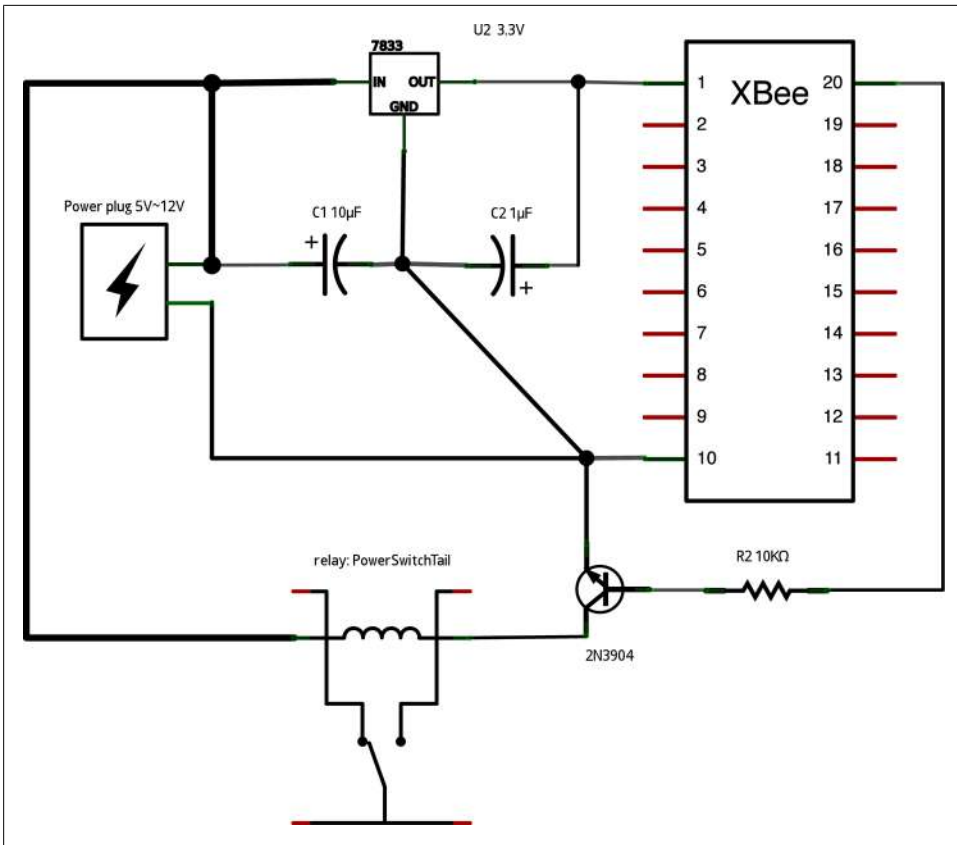 U2 3.3V
7833
IN OUT
GND
XBee
1 20
2 19
3 18
4 17
5 16
6 15
7 14
8 13
9 12
10 11
Power plug 5V~12V
C1 10µF
+
C2 1µF
+
relay: PowerSwitchTail
R2 10KΩ
2N3904